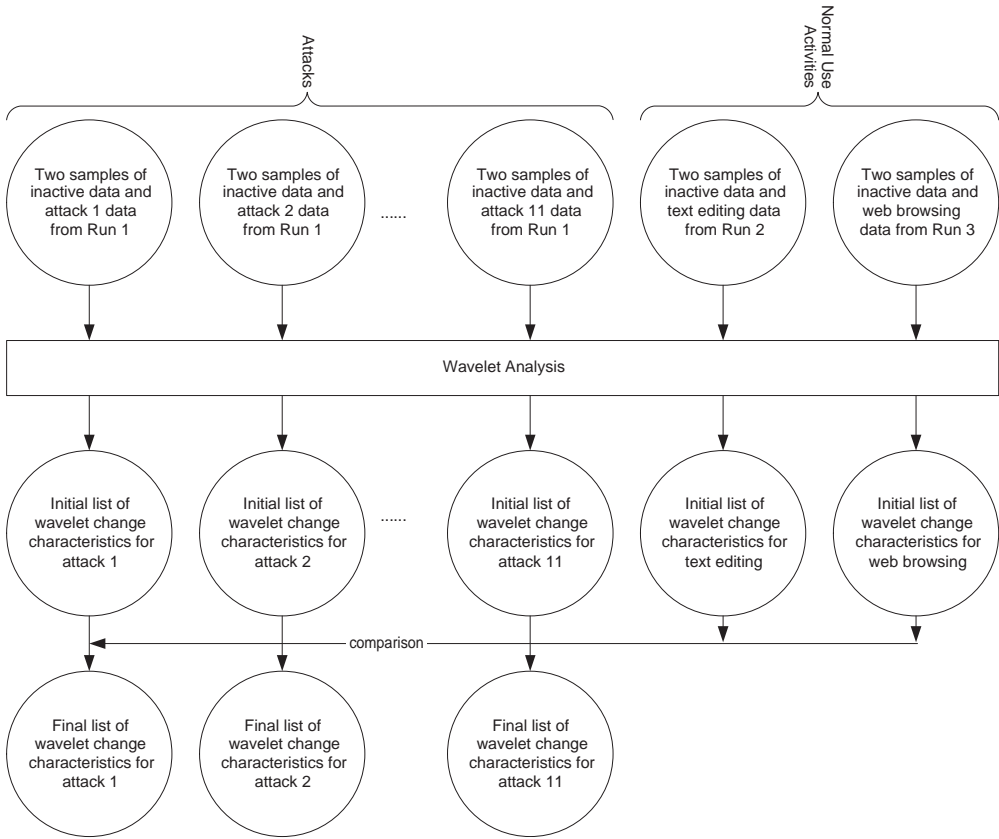 Attacks
Normal Use
Activities
Two samples of
inactive data and
attack 1 data
from Run 1
Two samples of
inactive data and
attack 2 data
from Run 1
......
Two samples of
inactive data and
attack 11 data
from Run 1
Two samples of
inactive data and
text editing data
from Run 2
Two samples of
inactive data and
web browsing
data from Run 3
Wavelet Analysis
Initial list of
wavelet change
characteristics for
attack 1
Initial list of
wavelet change
characteristics for
attack 2
......
Initial list of
wavelet change
characteristics for
attack 11
Initial list of
wavelet change
characteristics for
text editing
Initial list of
wavelet change
characteristics for
web browsing
comparison
Final list of
wavelet change
characteristics for
attack 1
Final list of
wavelet change
characteristics for
attack 2
Final list of
wavelet change
characteristics for
attack 11